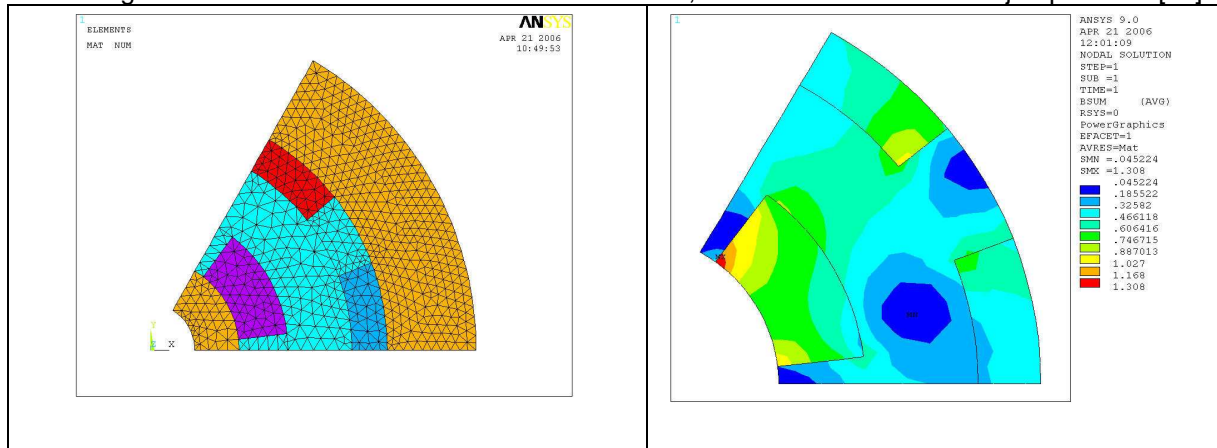 1
ELEMENTS
MAT NUM
ANSYS
APR 21 2006
10:49:53
Y
Z X
1
MX
MN
ANSYS 9.0
APR 21 2006
12:01:09
NODAL SOLUTION
STEP=1
SUB =1
TIME=1
BSUM (AVG)
RSYS=0
PowerGraphics
EFACET=1
AVRES=Mat
SMN =.045224
SMX =1.308
.045224
.185522
.32582
.466118
.606416
.746715
.887013
1.027
1.168
1.308